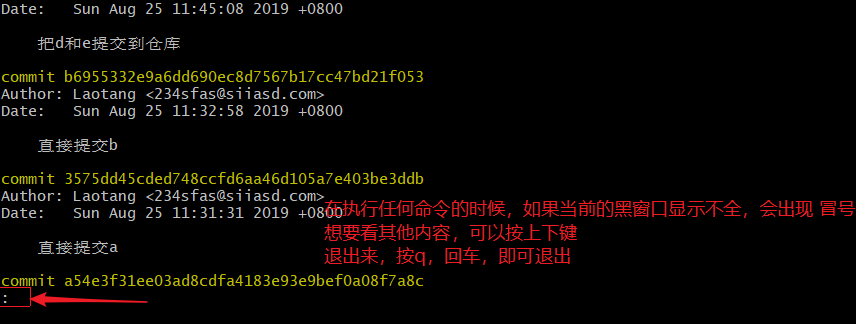 Date:   Sun Aug 25 11:45:08 2019 +0800
把d和e提交到仓库
commit b6955332e9a6dd690ec8d7567b17cc47bd21f053
Author: Laotang <234sfas@siiasd.com>
Date:   Sun Aug 25 11:32:58 2019 +0800
直接提交b
commit 3575dd45cded748ccfd6aa46d105a7e403be3ddb
Author: Laotang <234sfas@siiasd.com>
Date:   Sun Aug 25 11:31:31 2019 +0800
在执行任何命令的时候，如果当前的黑窗口显示不全，会出现 冒号
想要看其他内容，可以按上下键
退出来，按q，回车，即可退出
直接提交a
commit a54e3f31ee03ad8cdfa4183e93e9bef0a08f7a8c
: